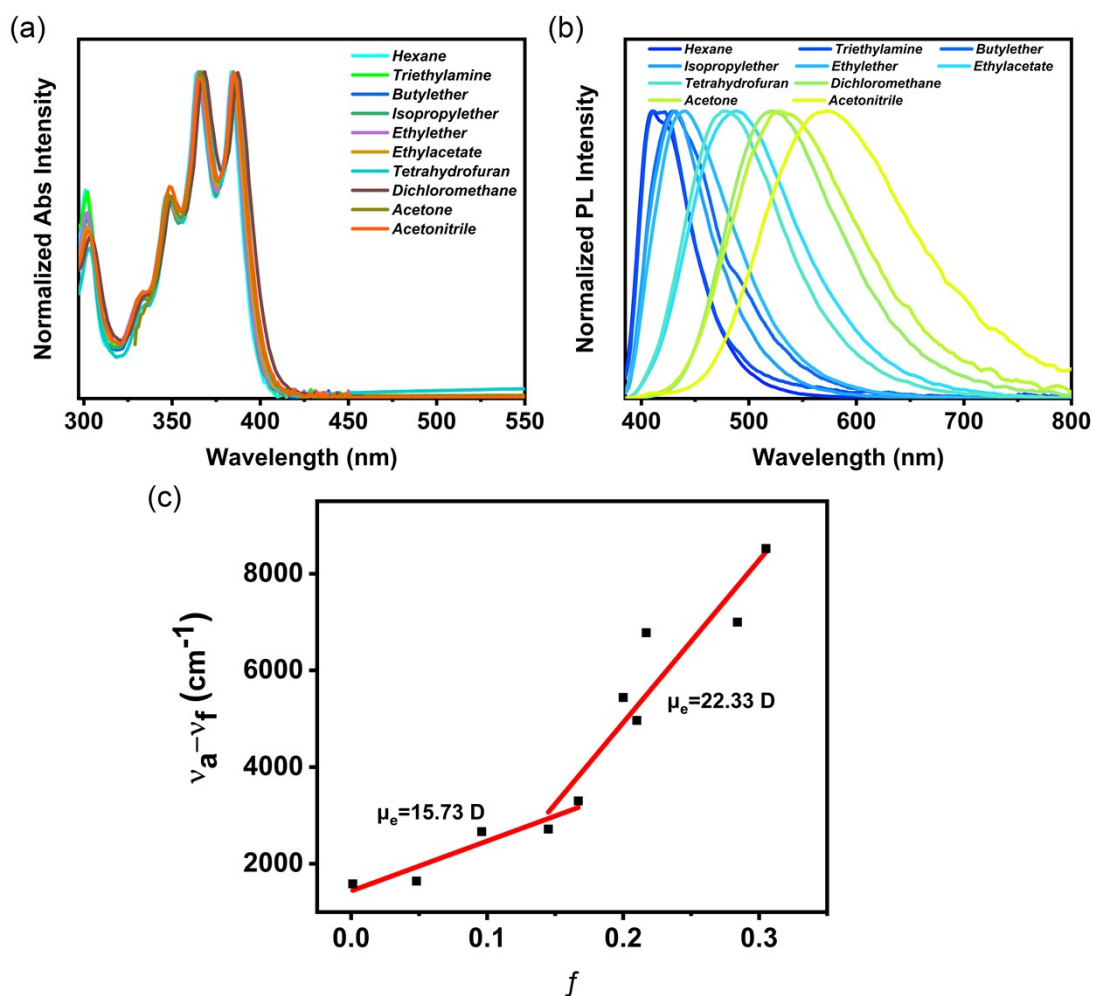 (a)
Normalized Abs Intensity
Hexane
Triethylamine
Butylether
Isopropylether
Ethylether
Ethylacetate
Tetrahydrofuran
Dichloromethane
Acetone
Acetonitrile
300 350 400 450 500 550
Wavelength (nm)
(b)
Normalized PL Intensity
Hexane Triethylamine Butylether
Isopropylether Ethylether Ethylacetate
Tetrahydrofuran Dichloromethane
Acetone Acetonitrile
400 500 600 700 800
Wavelength (nm)
(c)
νa−νf (cm-1)
8000
6000
4000
2000
μe=22.33 D
μe=15.73 D
0.0 0.1 0.2 0.3
f